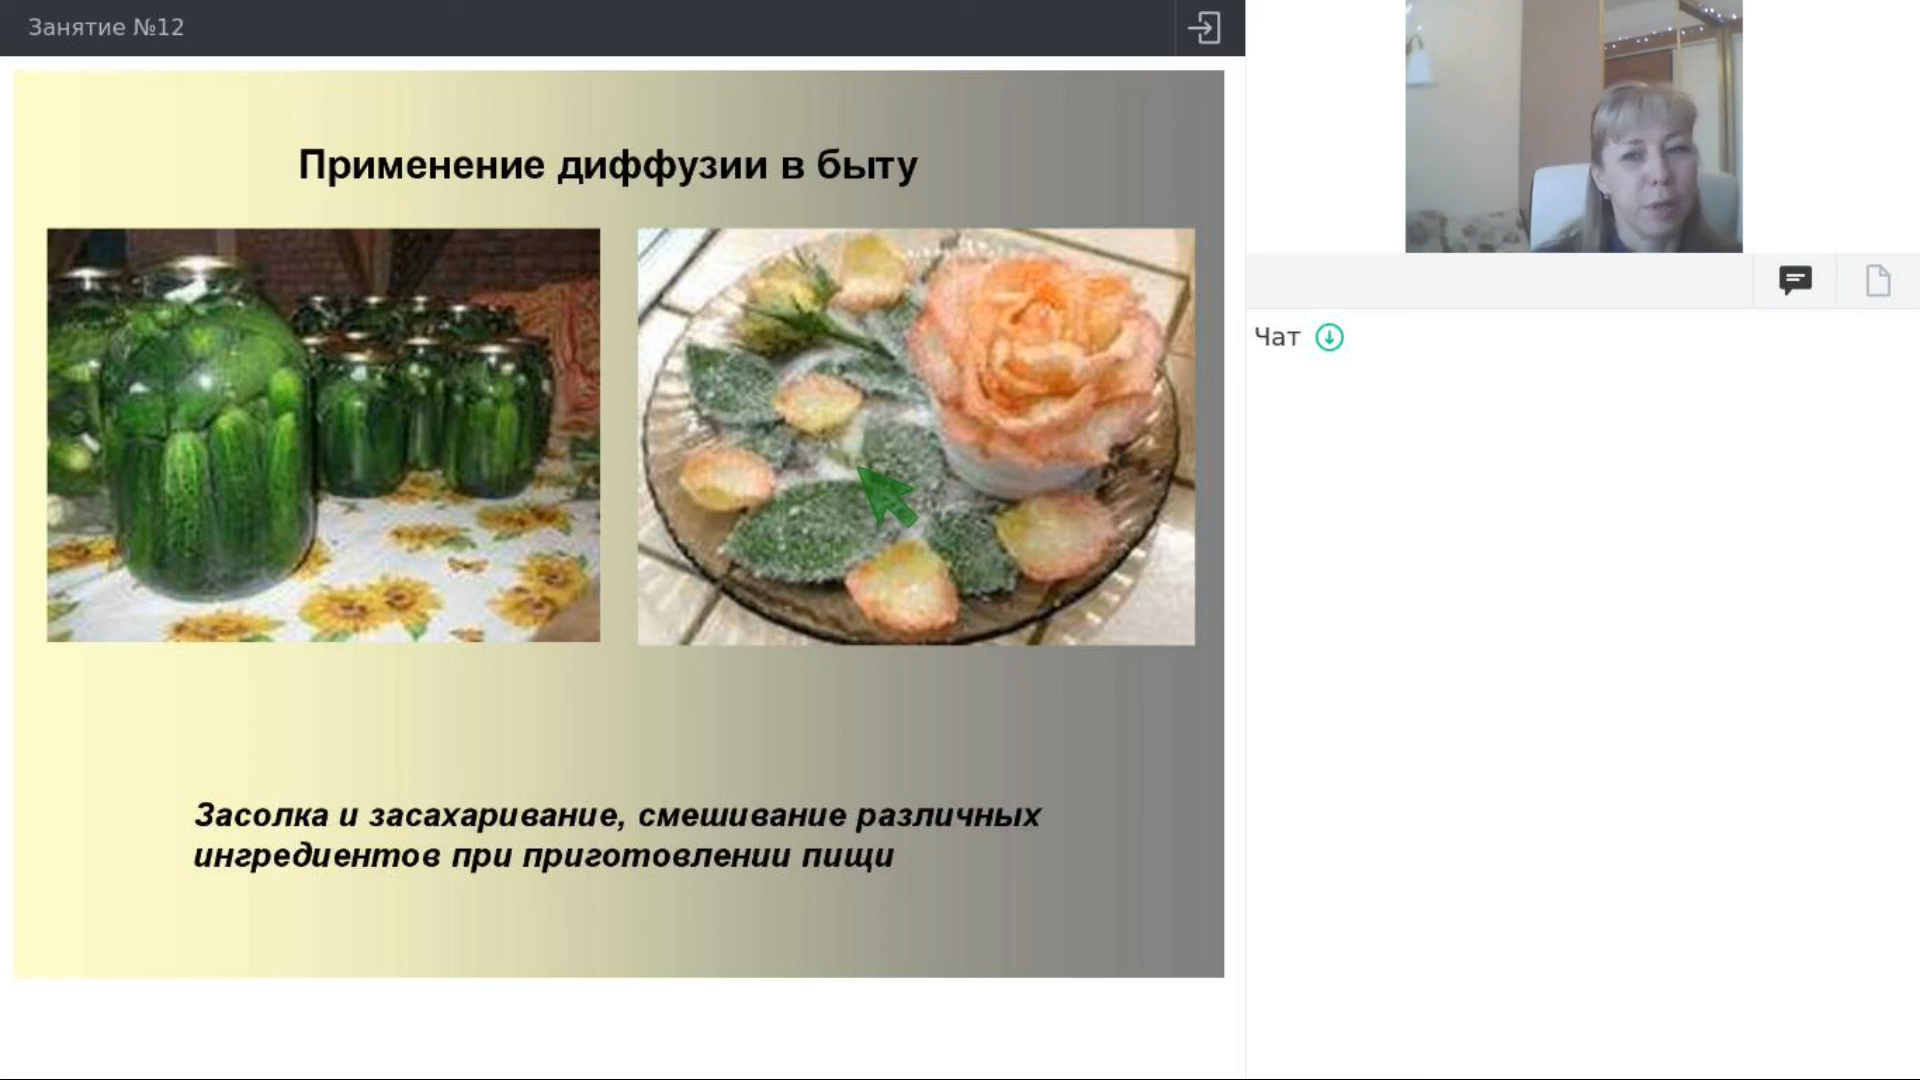 Занятие №12
Применение диффузии в быту
Засолка и засахаривание, смешивание различных
ингредиентов при приготовлении пищи
Чат